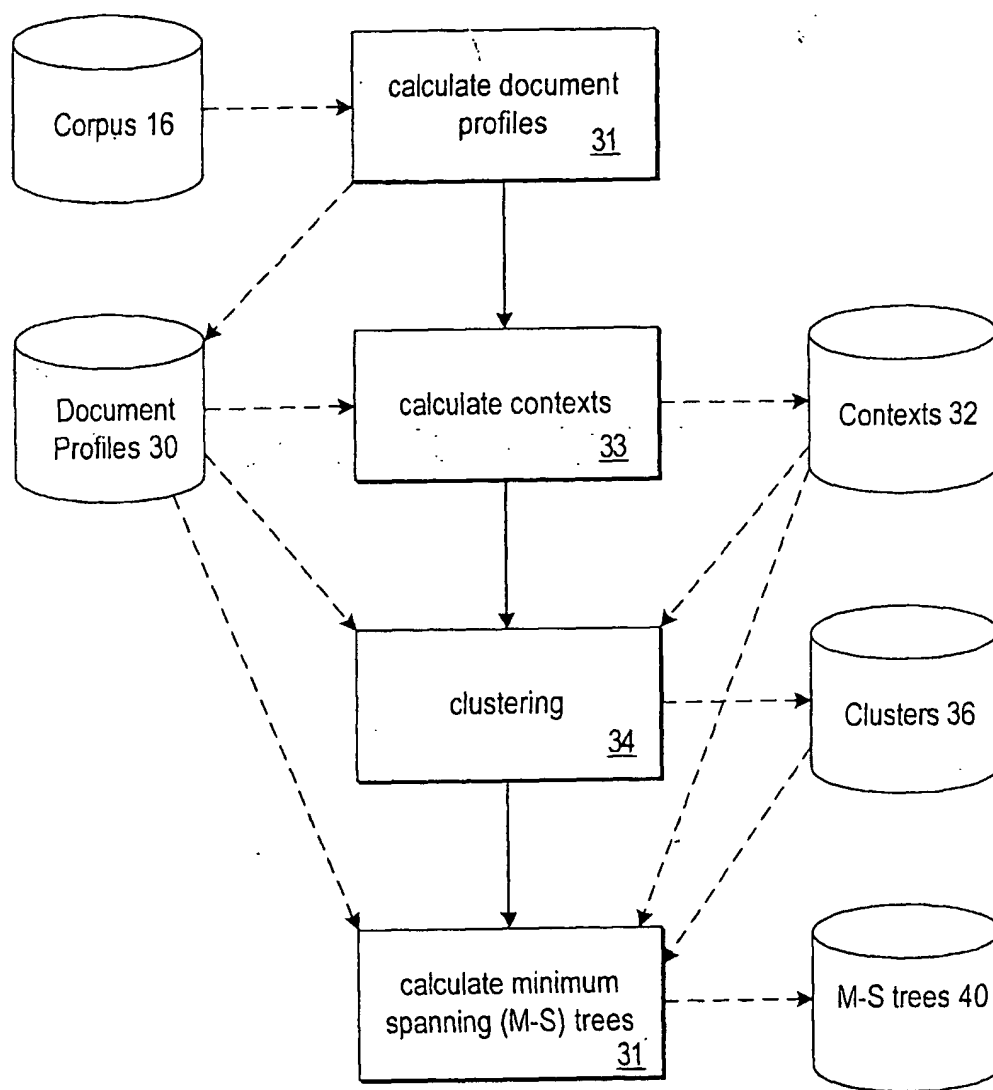 Corpus 16
calculate document
profiles
31
Document
Profiles 30
calculate contexts
33
Contexts 32
clustering
34
Clusters 36
calculate minimum
spanning (M-S) trees
31
M-S trees 40